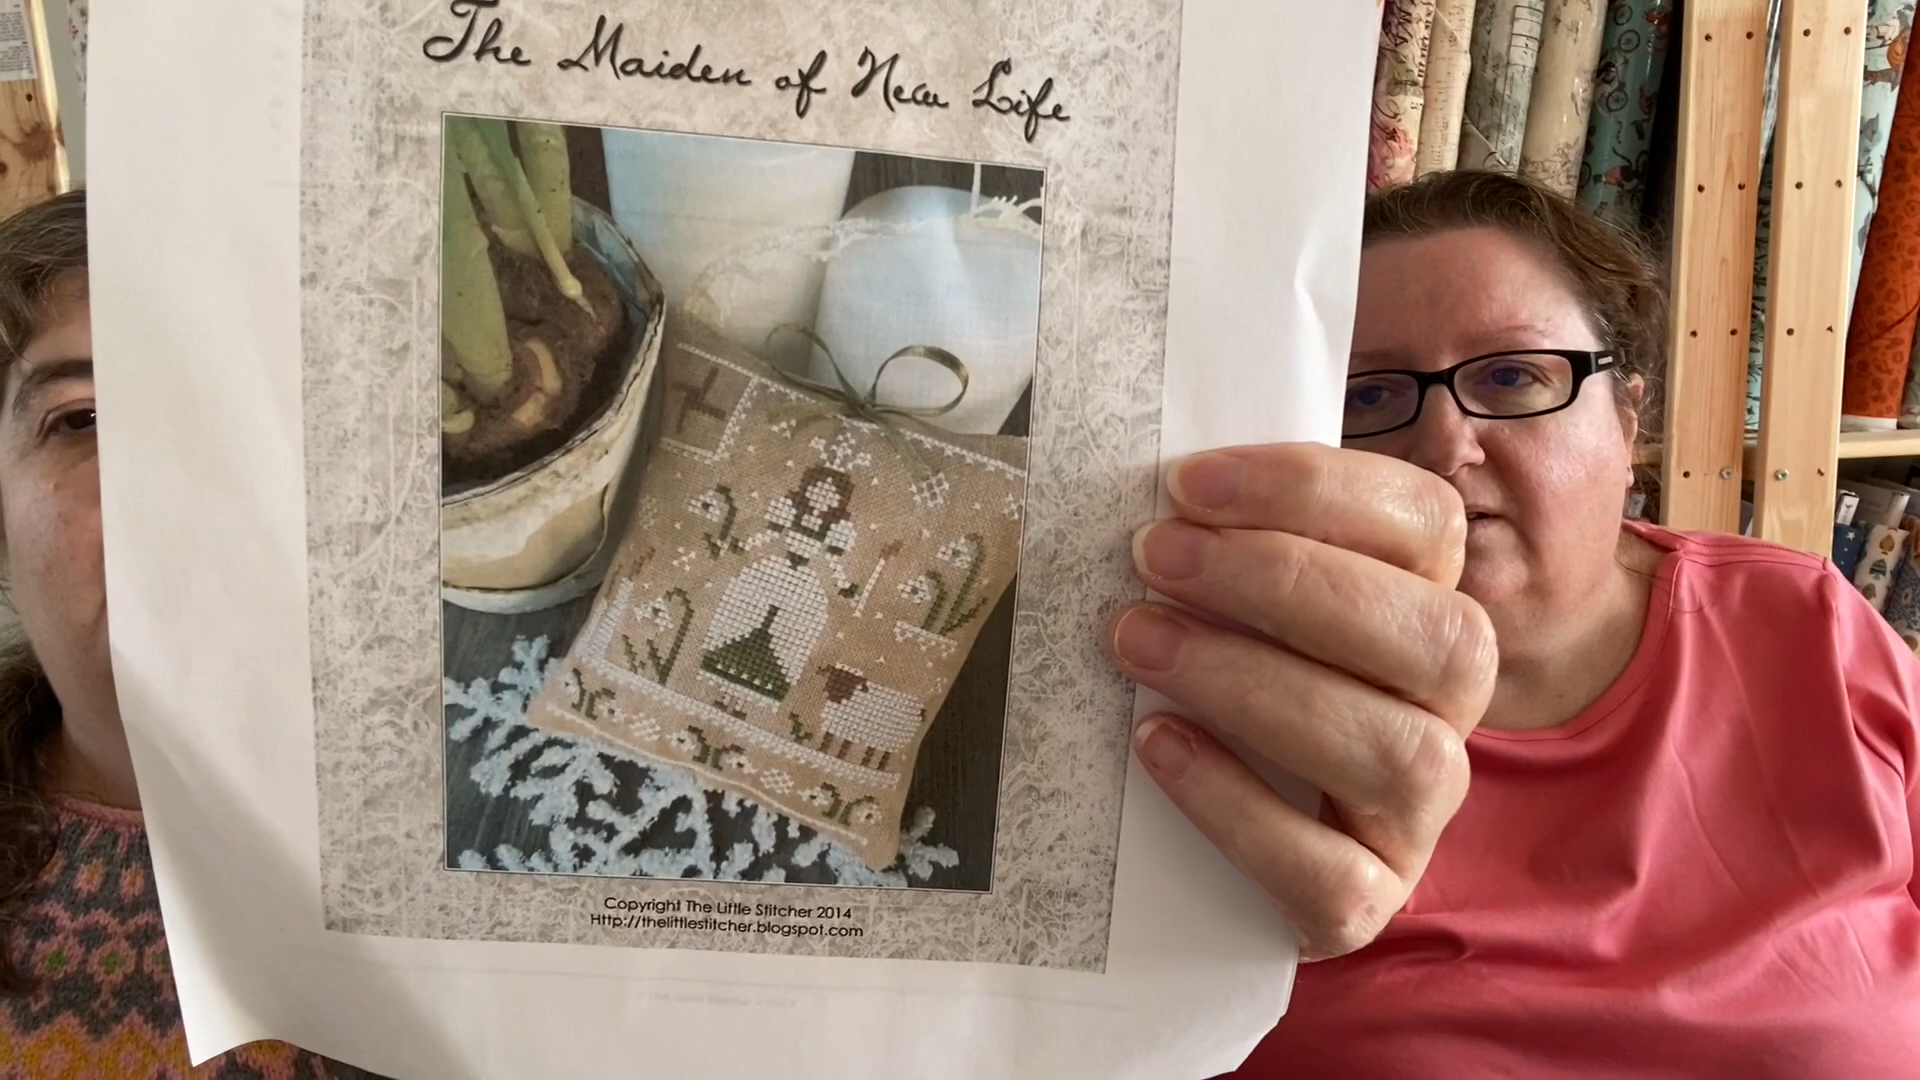 The Maiden of New Life
Copyright The Little Stitcher 2014
Http://thelittlestitcher.blogspot.com